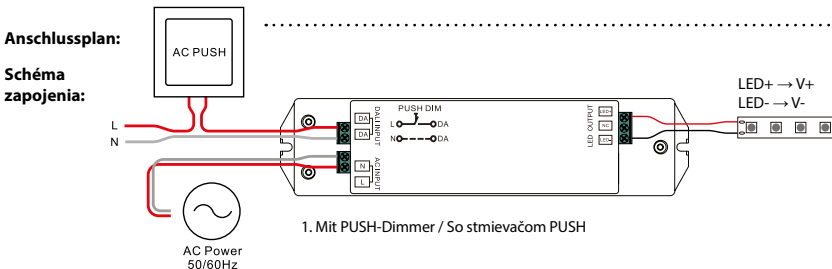 Anschlussplan:
Schéma
zapojenia:
AC PUSH
L
N
AC Power
50/60Hz
DA
DA
DALI INPUT
N
L
AC INPUT
PUSH DIM
L DA
N DA
LED OUTPUT
LED+
NC
LED-
LED+ → V+
LED- → V-
1. Mit PUSH-Dimmer / So stmievačom PUSH